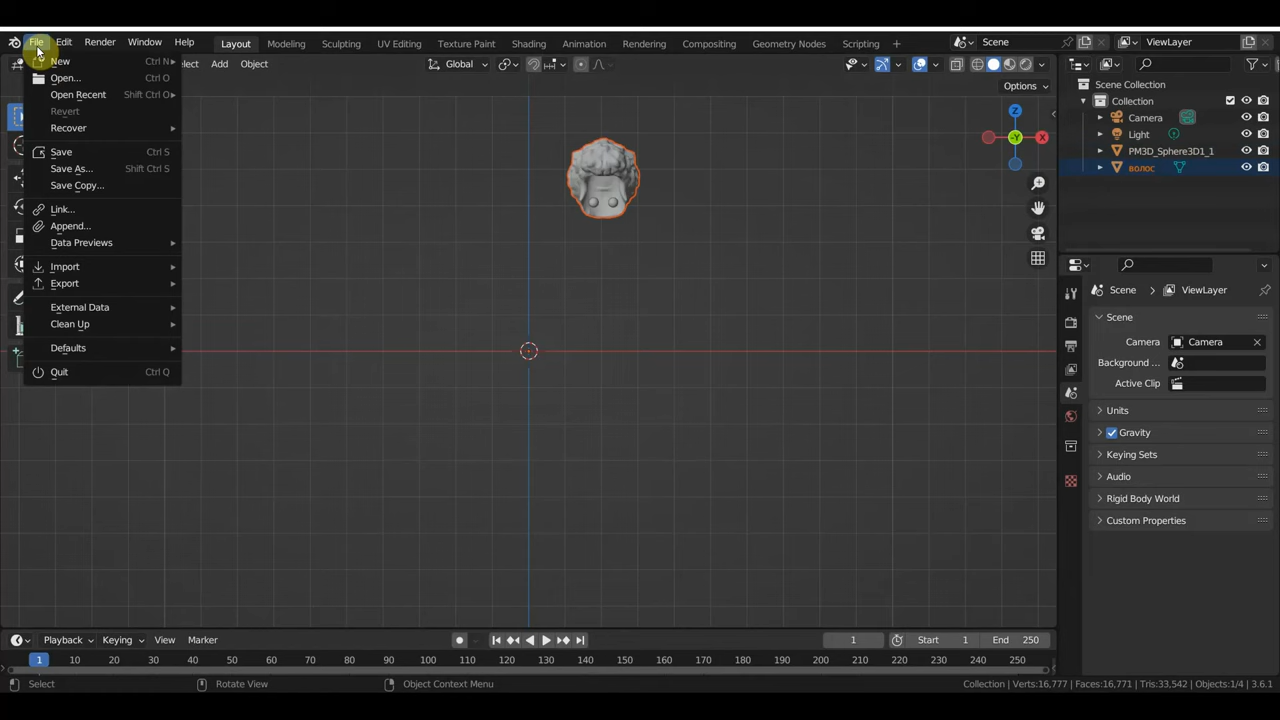 File Edit Render Window Help Layout Modeling Sculpting UV Editing Texture Paint Shading Animation Rendering Compositing Geometry Nodes Scripting Scene ViewLayer
Object Add Global
Options
New Ctrl N
Open... Ctrl O
Open Recent Shift Ctrl O
Revert
Recover
Save Ctrl S
Save As... Shift Ctrl S
Save Copy...
Link...
Append...
Data Previews
Import
Export
External Data
Clean Up
Defaults
Quit Ctrl Q
Z
-Y
X
Scene Collection
Collection
Camera
Light
PM3D_Sphere3D1_1
волос
Scene ViewLayer
Scene
Camera Camera
Background ...
Active Clip
Units
Gravity
Keying Sets
Audio
Rigid Body World
Custom Properties
Playback Keying View Marker 1 Start 1 End 250
1 10 20 30 40 50 60 70 80 90 100 110 120 130 140 150 160 170 180 190 200 210 220 230 240 250
Select Rotate View Object Context Menu Collection | Verts:16,777 | Faces:16,771 | Tris:33,542 | Objects:1/4 | 3.6.1